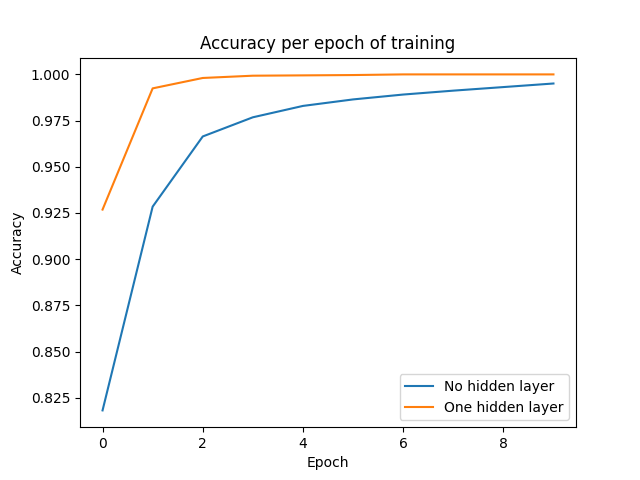 Accuracy per epoch of training
1.000
0.975
0.950
0.925
0.900
0.875
0.850
0.825
Accuracy
0 2 4 6 8
Epoch
No hidden layer
One hidden layer